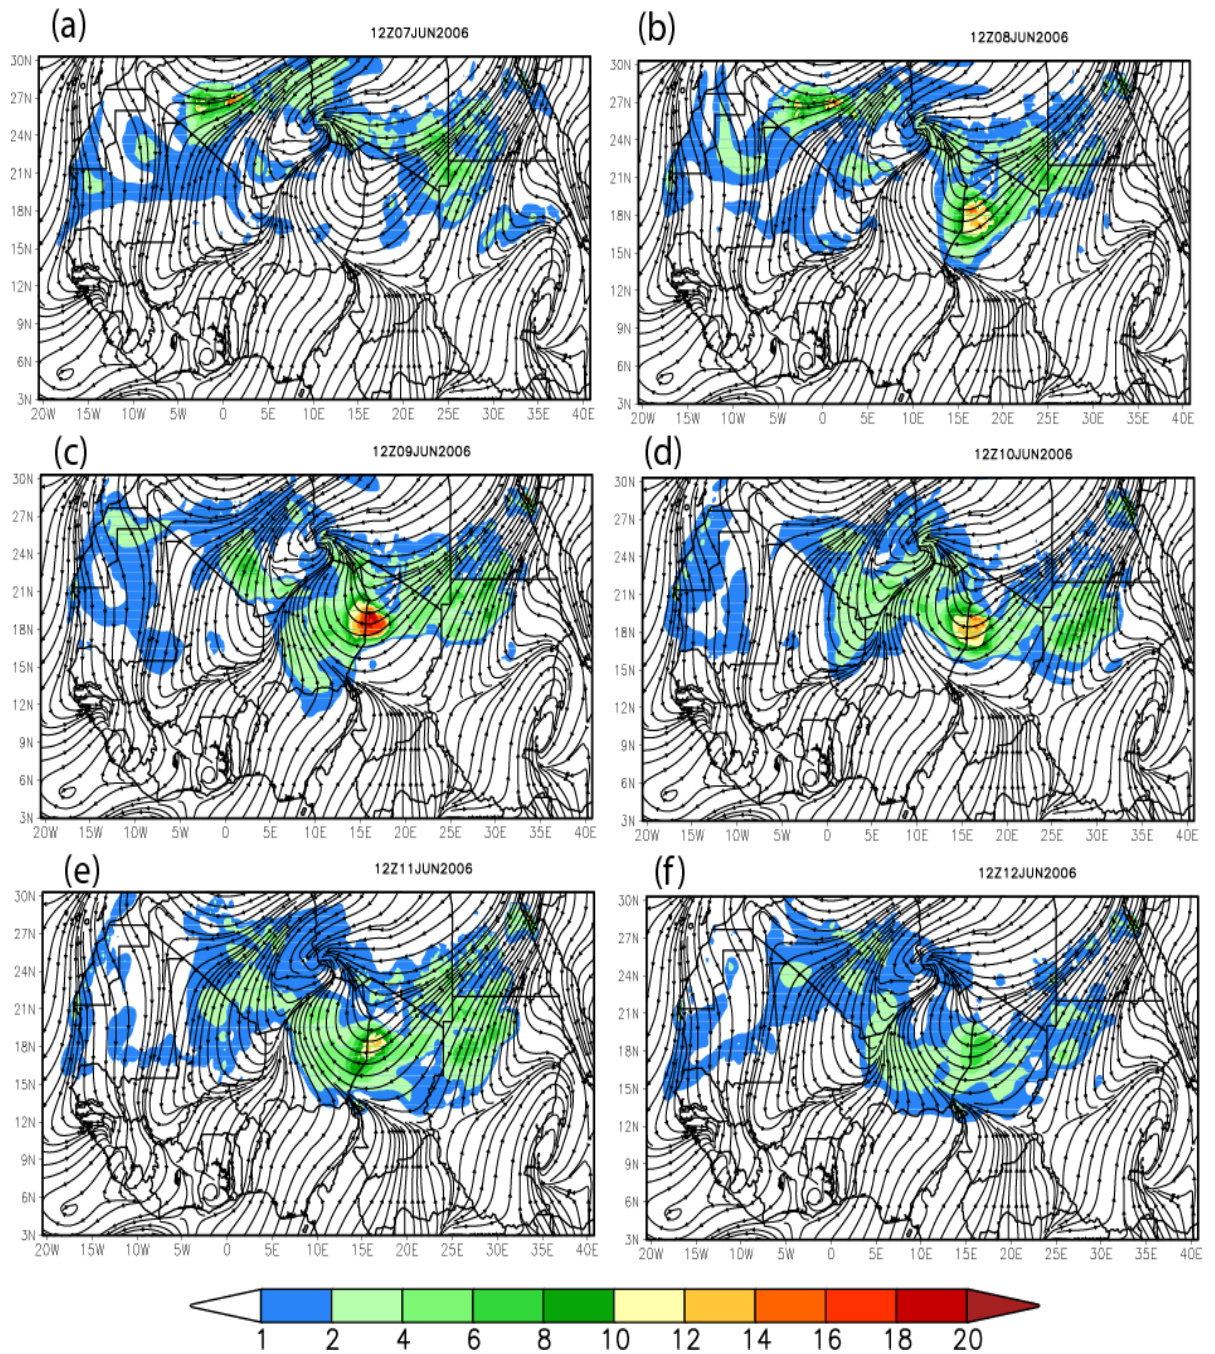 (a) 12Z07JUN2006
(b) 12Z08JUN2006
30N
27N
24N
21N
18N
15N
12N
9N
6N
3N
20W 15W 10W 5W 0 5E 10E 15E 20E 25E 30E 35E 40E
30N
27N
24N
21N
18N
15N
12N
9N
6N
3N
20W 15W 10W 5W 0 5E 10E 15E 20E 25E 30E 35E 40E
(c) 12Z09JUN2006
(d) 12Z10JUN2006
30N
27N
24N
21N
18N
15N
12N
9N
6N
3N
20W 15W 10W 5W 0 5E 10E 15E 20E 25E 30E 35E 40E
30N
27N
24N
21N
18N
15N
12N
9N
6N
3N
20W 15W 10W 5W 0 5E 10E 15E 20E 25E 30E 35E 40E
(e) 12Z11JUN2006
(f) 12Z12JUN2006
30N
27N
24N
21N
18N
15N
12N
9N
6N
3N
20W 15W 10W 5W 0 5E 10E 15E 20E 25E 30E 35E 40E
30N
27N
24N
21N
18N
15N
12N
9N
6N
3N
20W 15W 10W 5W 0 5E 10E 15E 20E 25E 30E 35E 40E
1 2 4 6 8 10 12 14 16 18 20